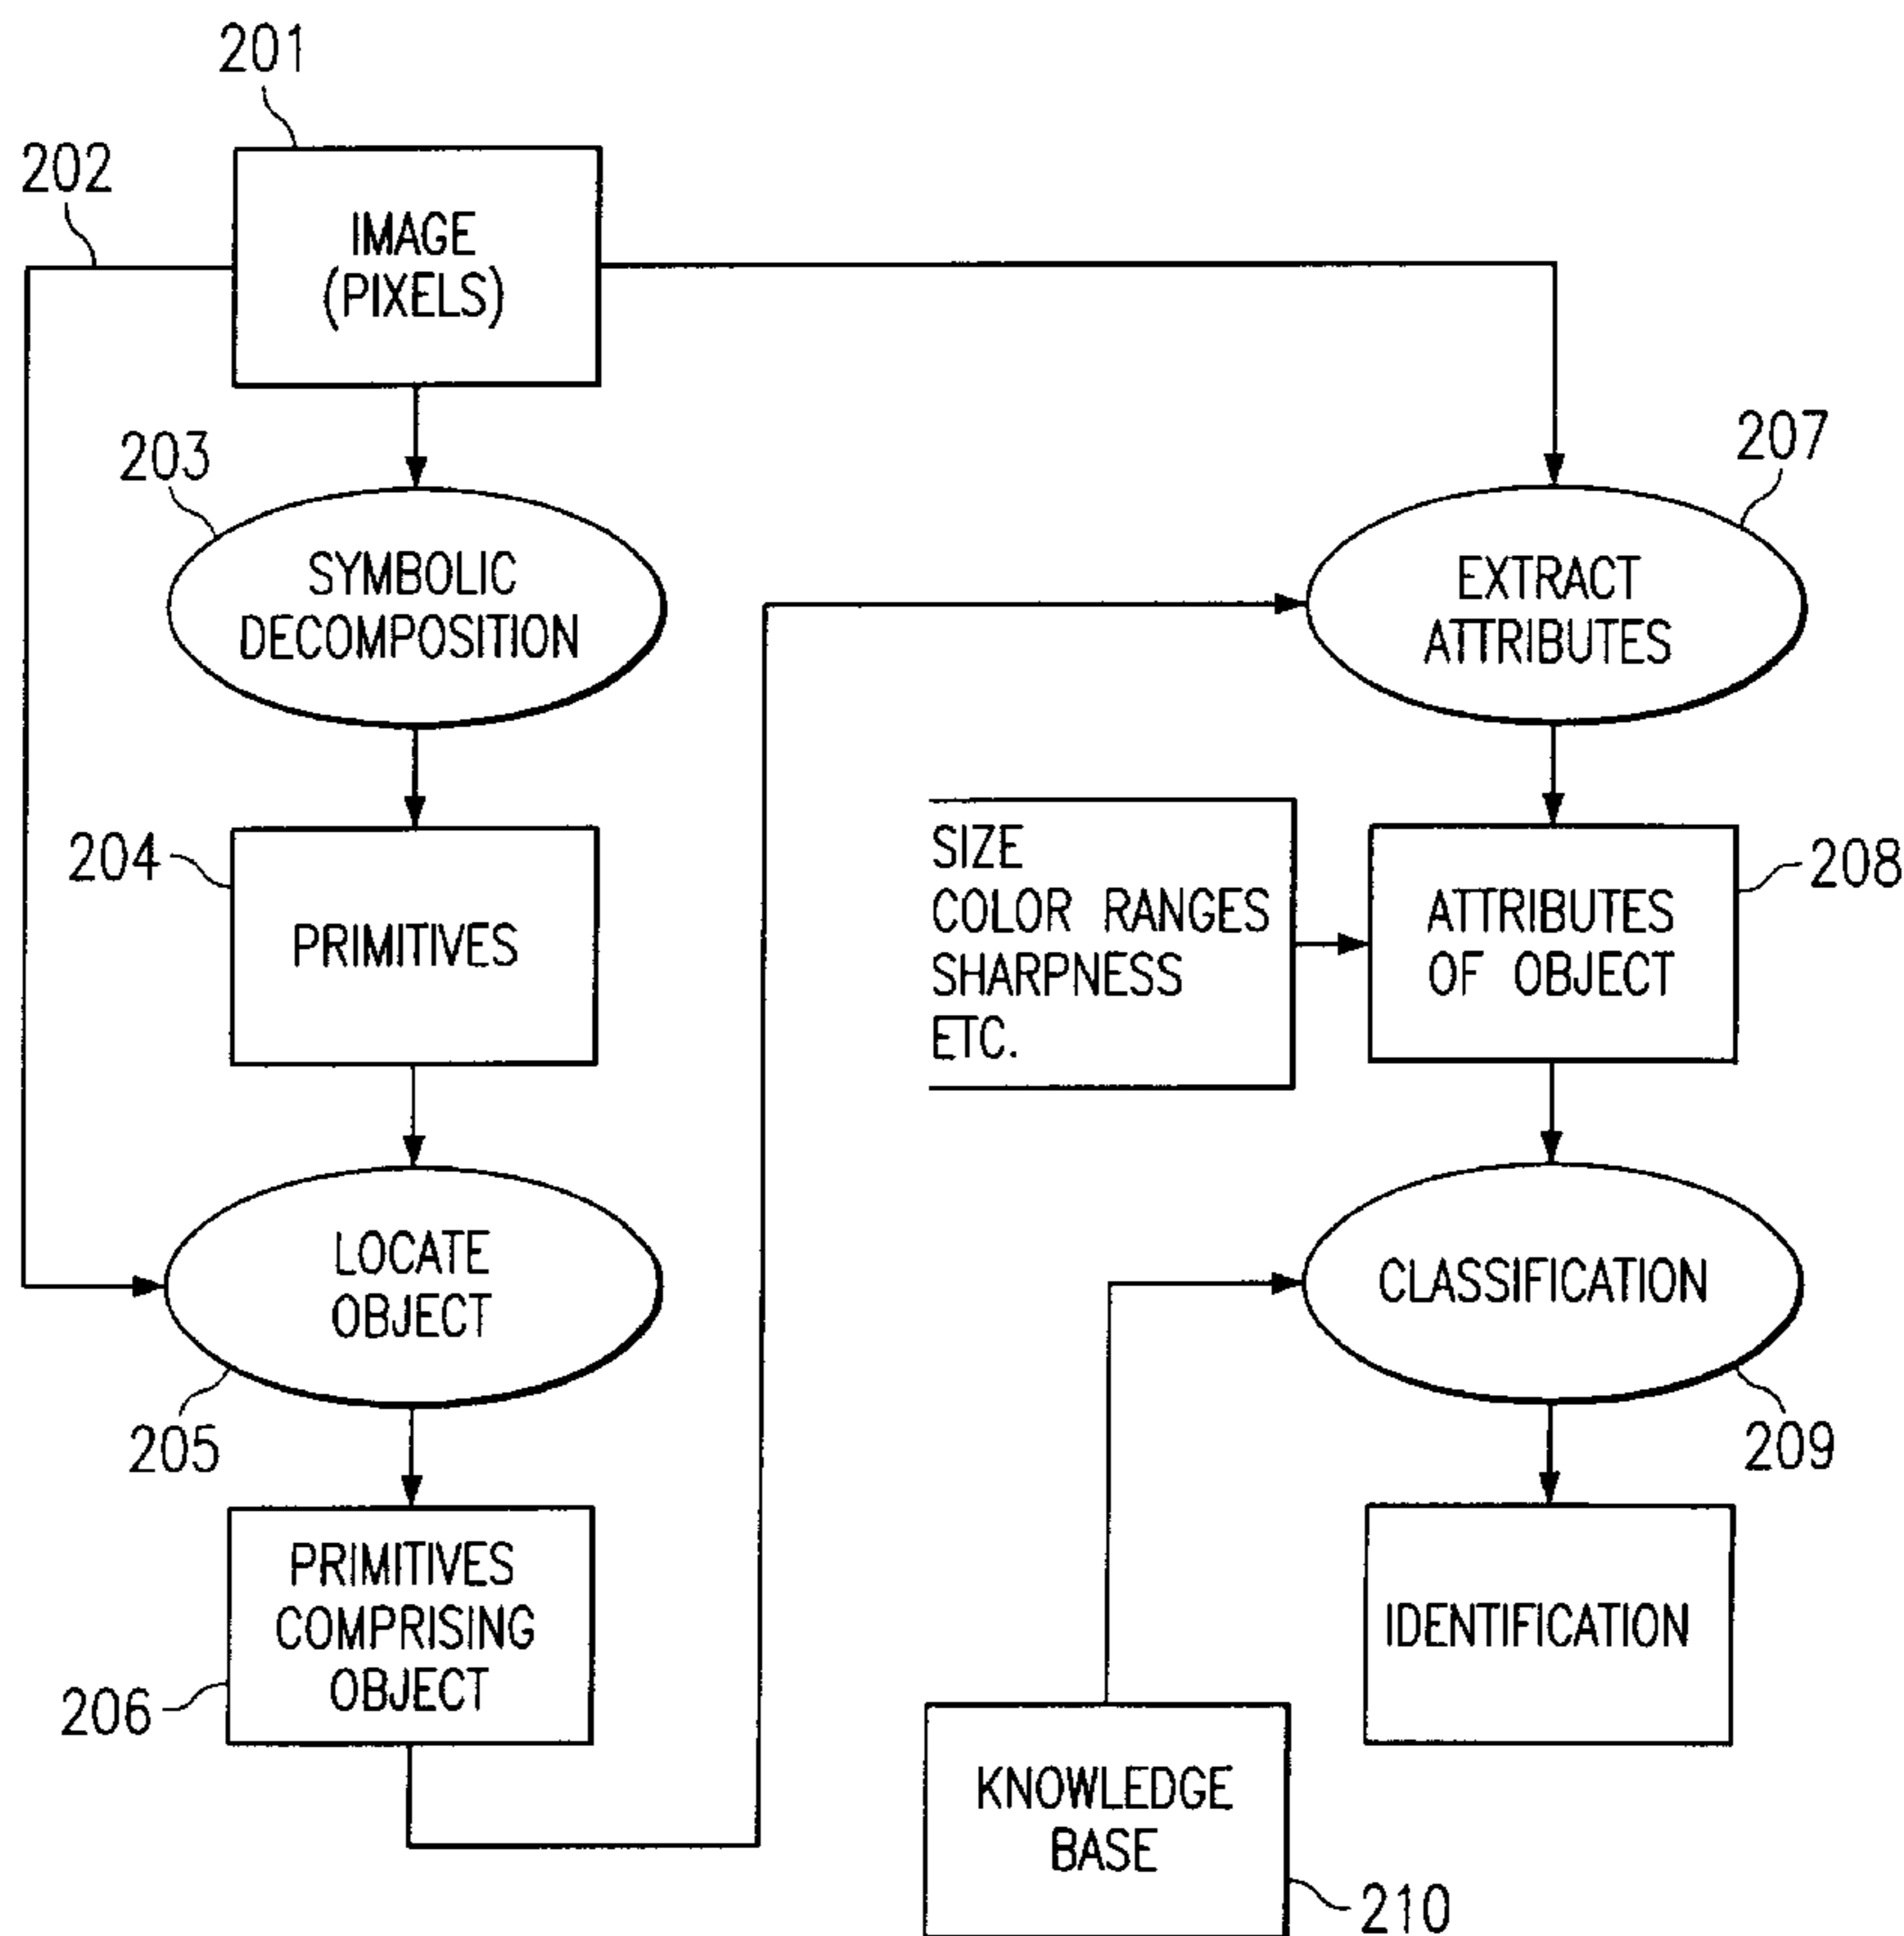 201
202
IMAGE
(PIXELS)
203
SYMBOLIC
DECOMPOSITION
204
PRIMITIVES
LOCATE
OBJECT
205
PRIMITIVES
COMPRISING
OBJECT
206
207
EXTRACT
ATTRIBUTES
SIZE
COLOR RANGES
SHARPNESS
ETC.
208
ATTRIBUTES
OF OBJECT
CLASSIFICATION
209
IDENTIFICATION
KNOWLEDGE
BASE
210